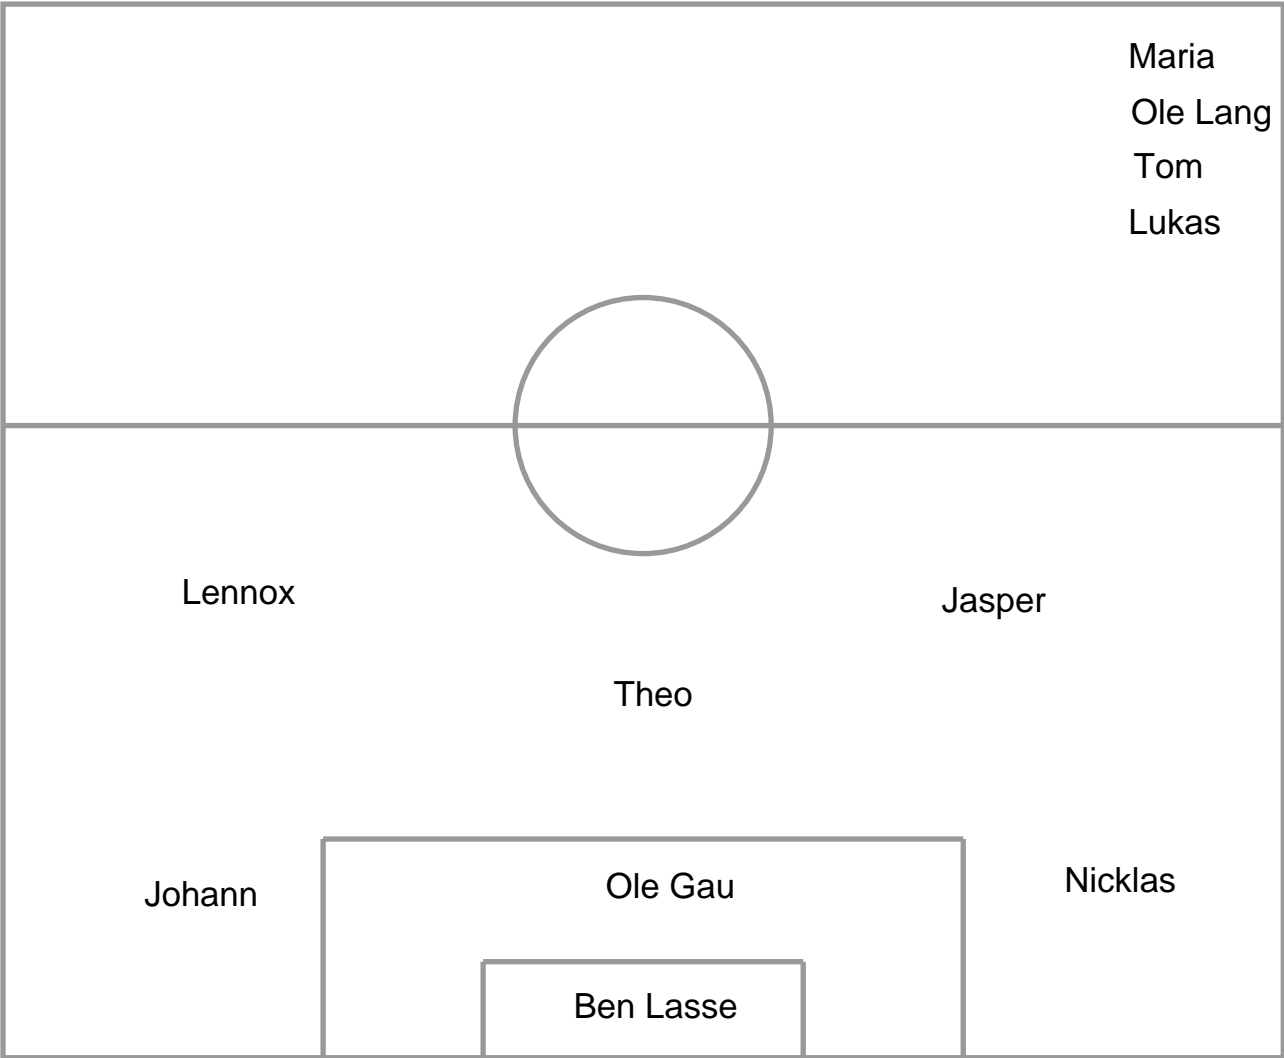 Maria
Ole Lang
Tom
Lukas
Lennox
Jasper
Theo
Johann
Ole Gau
Nicklas
Ben Lasse